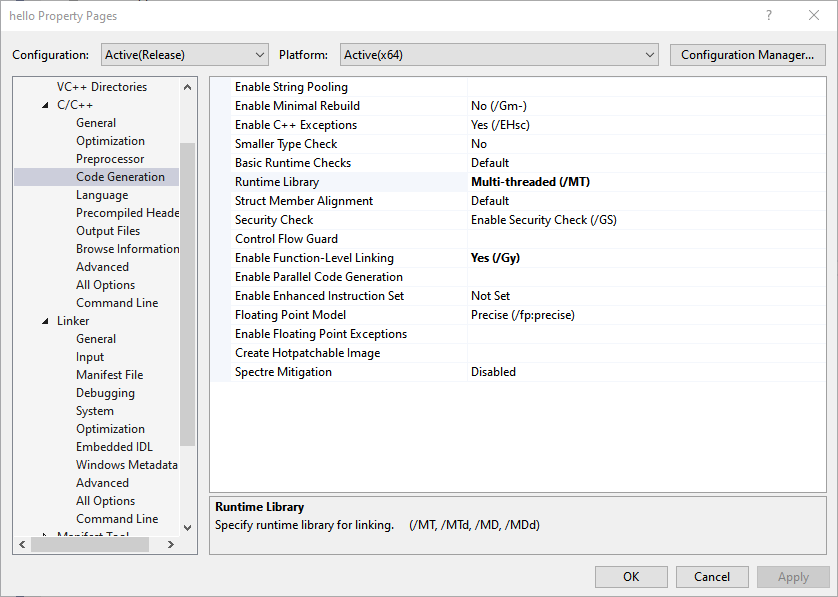 hello Property Pages
?
Configuration: Active(Release) Platform: Active(x64) Configuration Manager...
VC++ Directories
C/C++
General
Optimization
Preprocessor
Code Generation
Language
Precompiled Heade
Output Files
Browse Information
Advanced
All Options
Command Line
Linker
General
Input
Manifest File
Debugging
System
Optimization
Embedded IDL
Windows Metadata
Advanced
All Options
Command Line
Manifest Tool
Enable String Pooling
Enable Minimal Rebuild No (/Gm-)
Enable C++ Exceptions Yes (/EHsc)
Smaller Type Check No
Basic Runtime Checks Default
Runtime Library Multi-threaded (/MT)
Struct Member Alignment Default
Security Check Enable Security Check (/GS)
Control Flow Guard
Enable Function-Level Linking Yes (/Gy)
Enable Parallel Code Generation
Enable Enhanced Instruction Set Not Set
Floating Point Model Precise (/fp:precise)
Enable Floating Point Exceptions
Create Hotpatchable Image
Spectre Mitigation Disabled
Runtime Library
Specify runtime library for linking. (/MT, /MTd, /MD, /MDd)
OK Cancel Apply